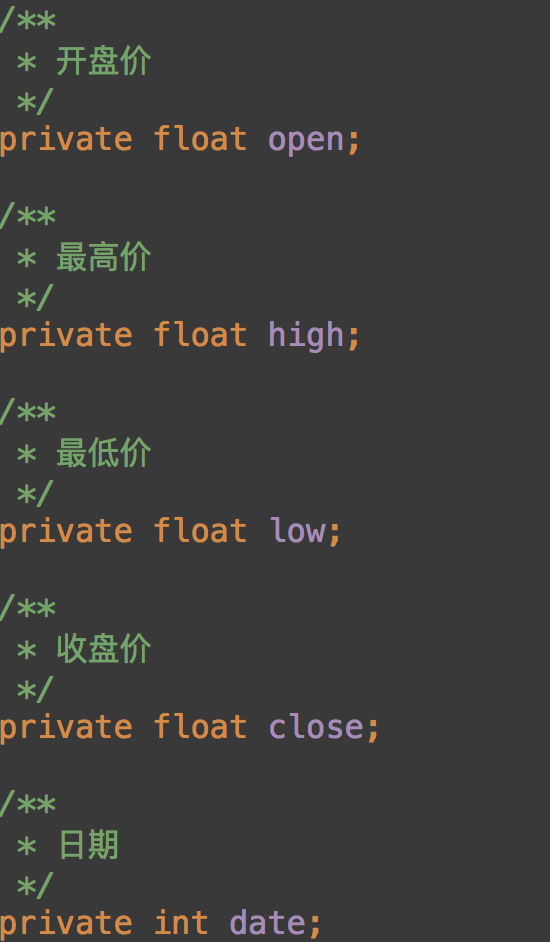 /**
 * 开盘价
 */
private float open;
/**
 * 最高价
 */
private float high;
/**
 * 最低价
 */
private float low;
/**
 * 收盘价
 */
private float close;
/**
 * 日期
 */
private int date;